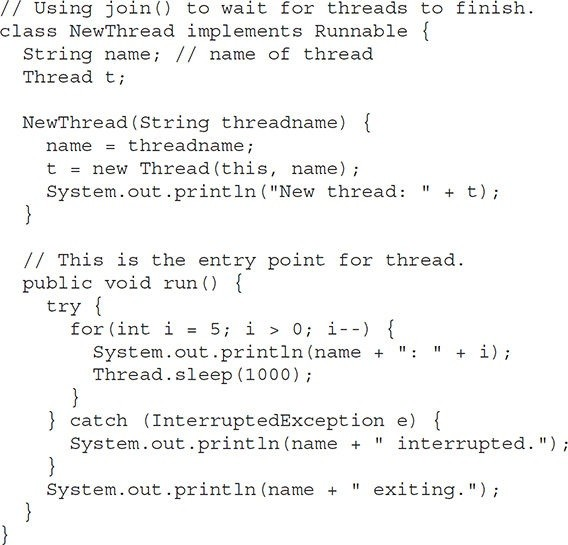 // Using join() to wait for threads to finish.
class NewThread implements Runnable {
  String name; // name of thread
  Thread t;

  NewThread(String threadname) {
    name = threadname;
    t = new Thread(this, name);
    System.out.println("New thread: " + t);
  }

  // This is the entry point for thread.
  public void run() {
    try {
      for(int i = 5; i > 0; i--) {
        System.out.println(name + ": " + i);
        Thread.sleep(1000);
      }
    } catch (InterruptedException e) {
      System.out.println(name + " interrupted.");
    }
    System.out.println(name + " exiting.");
  }
}